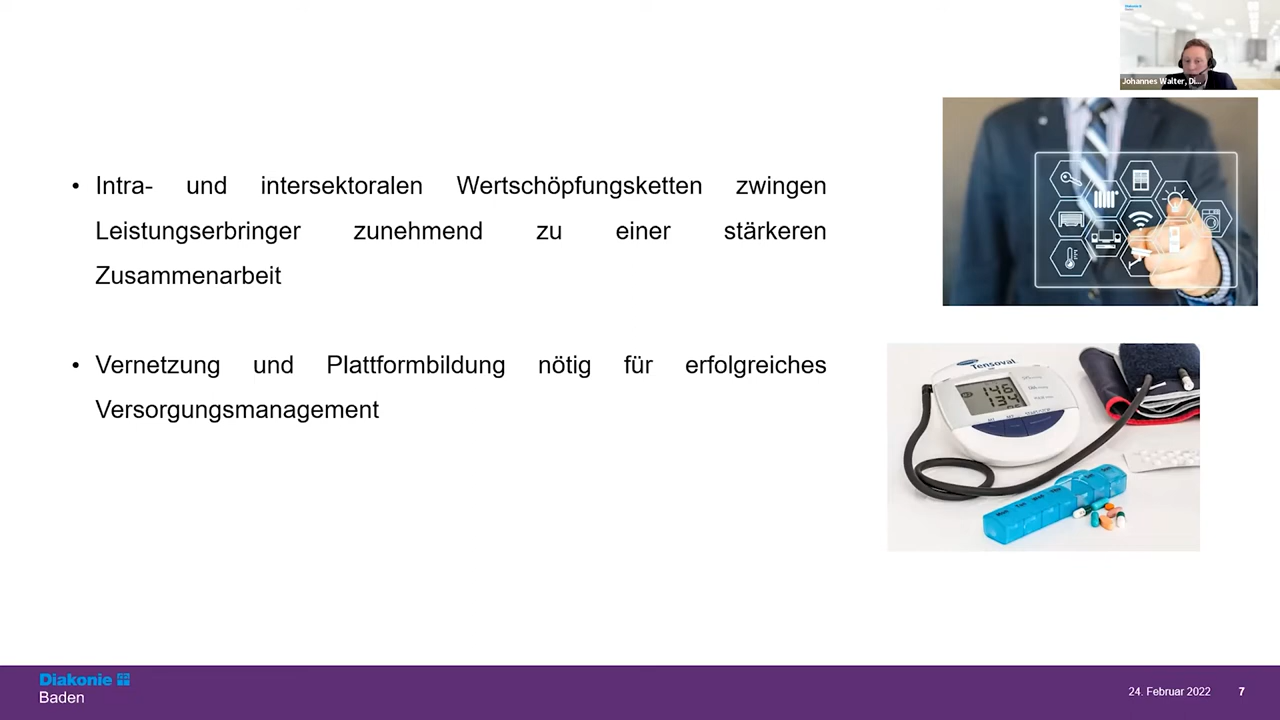 Diakonie
Johannes Walter, Di...
• Intra- und intersektoralen Wertschöpfungsketten zwingen
Leistungserbringer zunehmend zu einer stärkeren
Zusammenarbeit
• Vernetzung und Plattformbildung nötig für erfolgreiches
Versorgungsmanagement
Tensoval
146
134
Diakonie
Baden
24. Februar 2022
7